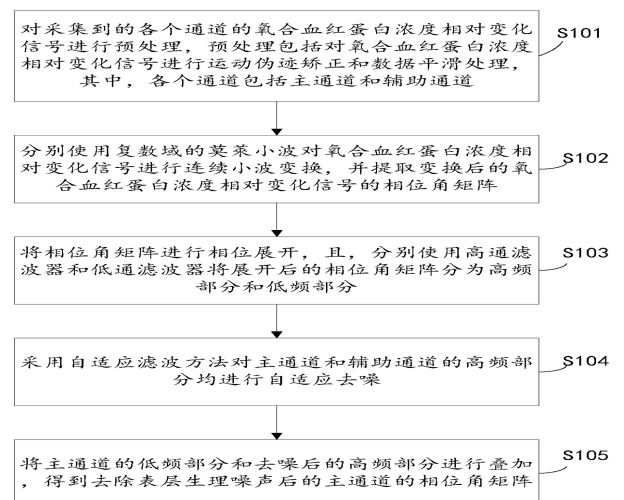 对采集到的各个通道的氧合血红蛋白浓度相对变化
信号进行预处理，预处理包括对氧合血红蛋白浓度
相对变化信号进行运动伪迹矫正和数据平滑处理，
其中，各个通道包括主通道和辅助通道
S101
分别使用复数域的莫莱小波对氧合血红蛋白浓度相
对变化信号进行连续小波变换，并提取变换后的氧
合血红蛋白浓度相对变化信号的相位角矩阵
S102
将相位角矩阵进行相位展开，且，分别使用高通滤
波器和低通滤波器将展开后的相位角矩阵分为高频
部分和低频部分
S103
采用自适应滤波方法对主通道和辅助通道的高频部
分均进行自适应去噪
S104
将主通道的低频部分和去噪后的高频部分进行叠加
，得到去除表层生理噪声后的主通道的相位角矩阵
S105